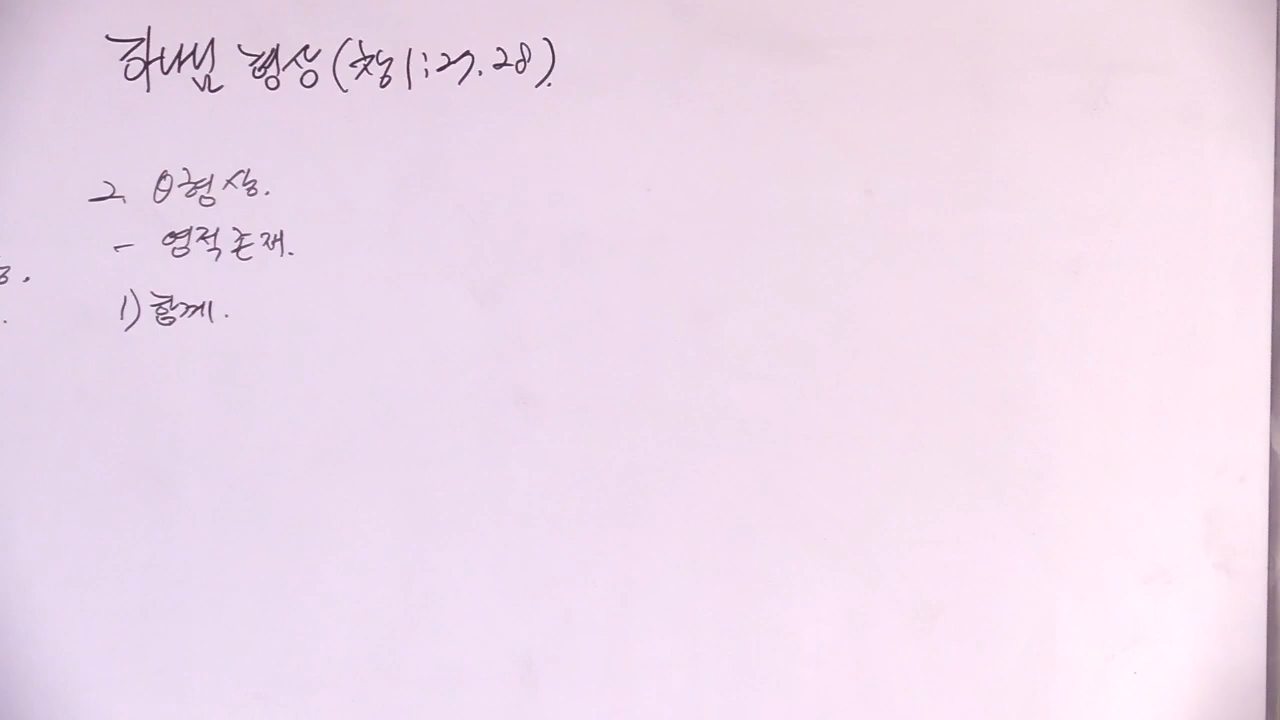 하나님 형상 (창 1:27. 28).
2. θ형상.
- 영적존재.
1) 함께.